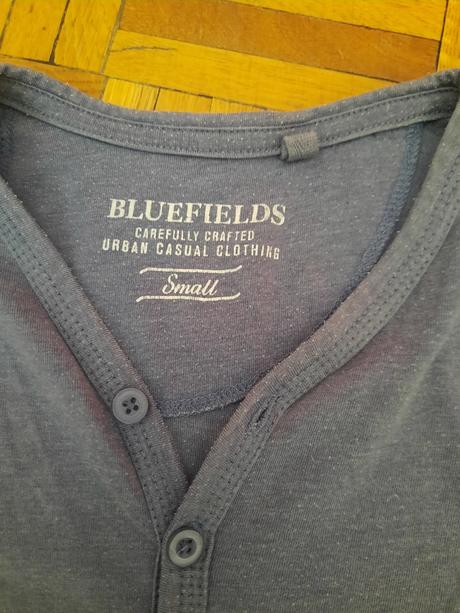 BLUEFIELDS
CAREFULLY CRAFTED
URBAN CASUAL CLOTHING
Small